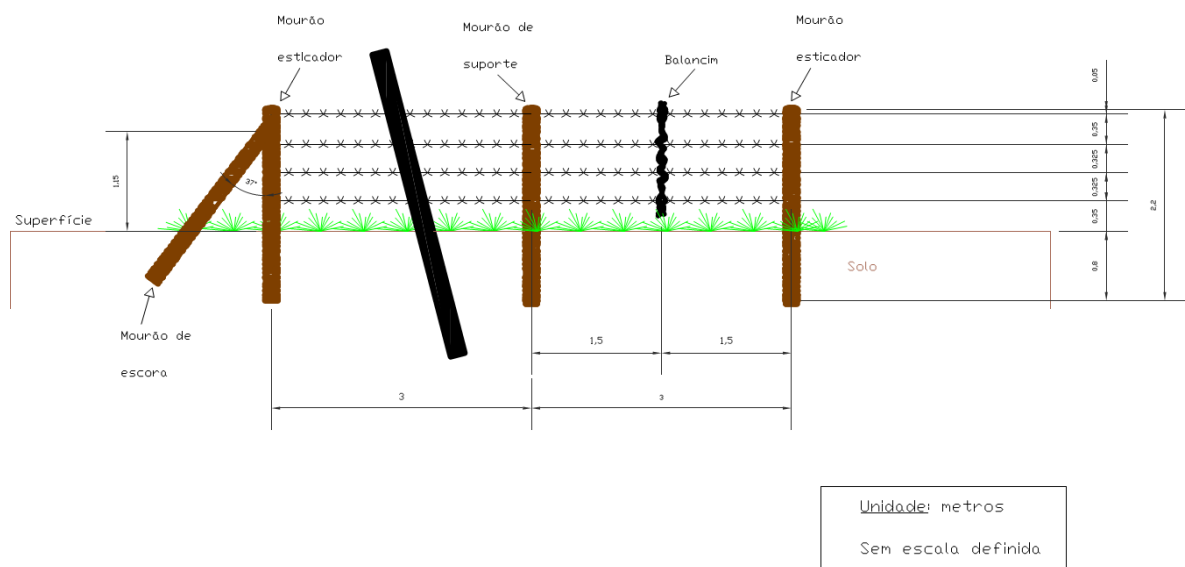 Mourão
esticador
Mourão de
suporte
Balancim
Mourão
esticador
0,05
0,35
0,325
0,325
0,35
0,8
2,2
1,15
37°
Superfície
Solo
Mourão de
escora
1,5
1,5
3
3
Unidade: metros
Sem escala definida